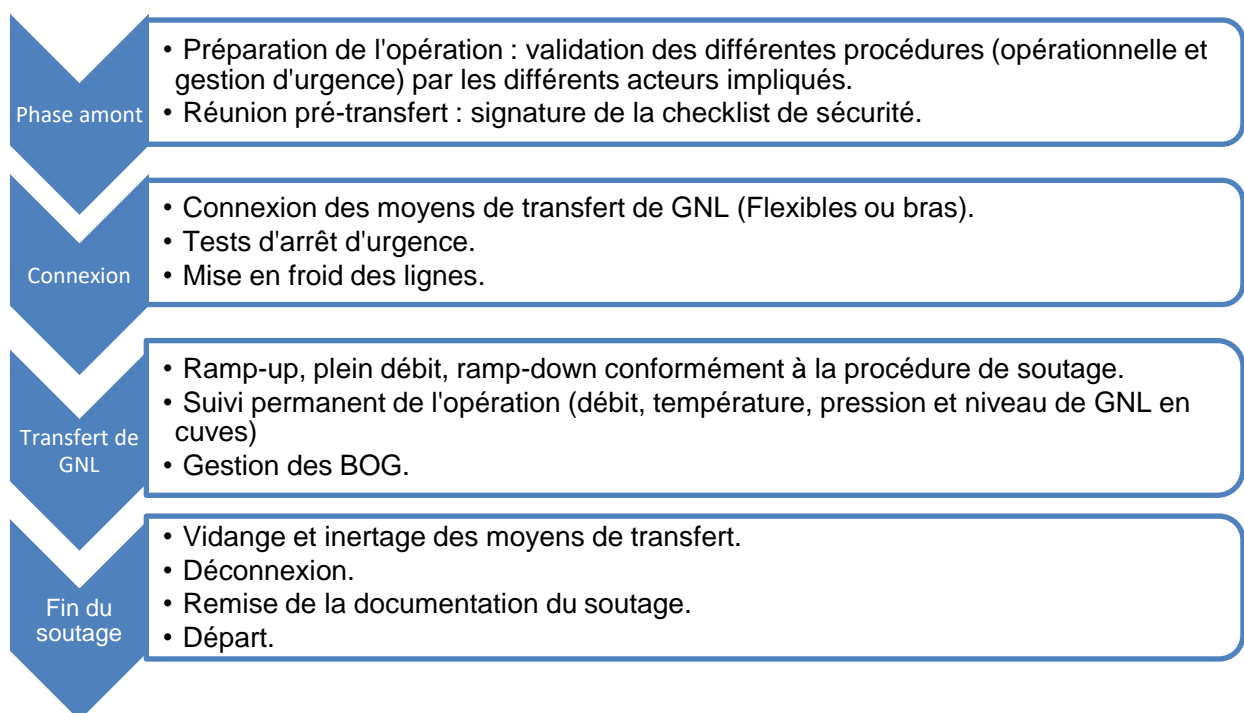 Phase amont
• Préparation de l'opération : validation des différentes procédures (opérationnelle et
gestion d'urgence) par les différents acteurs impliqués.
• Réunion pré-transfert : signature de la checklist de sécurité.
Connexion
• Connexion des moyens de transfert de GNL (Flexibles ou bras).
• Tests d'arrêt d'urgence.
• Mise en froid des lignes.
Transfert de
GNL
• Ramp-up, plein débit, ramp-down conformément à la procédure de soutage.
• Suivi permanent de l'opération (débit, température, pression et niveau de GNL en
cuves)
• Gestion des BOG.
Fin du
soutage
• Vidange et inertage des moyens de transfert.
• Déconnexion.
• Remise de la documentation du soutage.
• Départ.